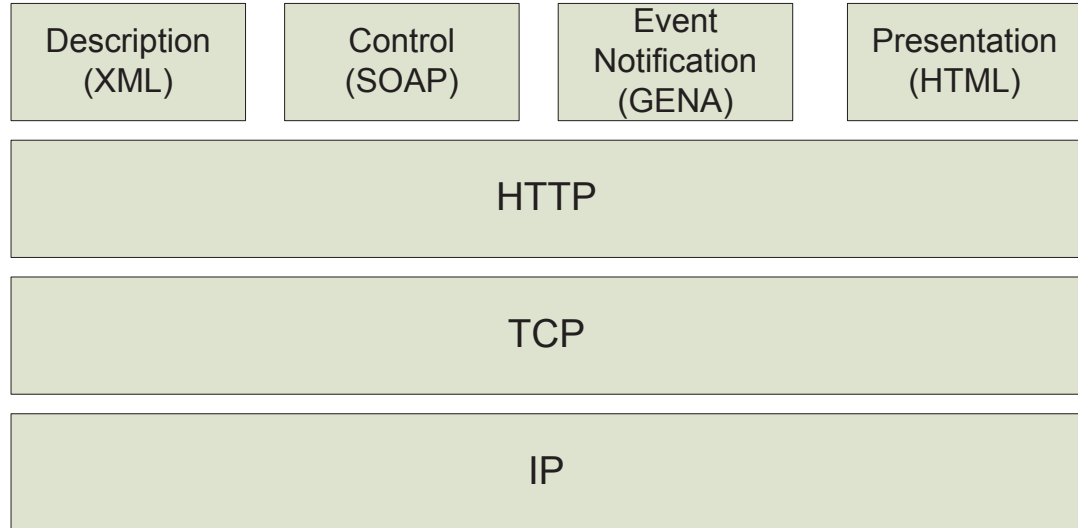 Description
(XML)
Control
(SOAP)
Event
Notification
(GENA)
Presentation
(HTML)
HTTP
TCP
IP